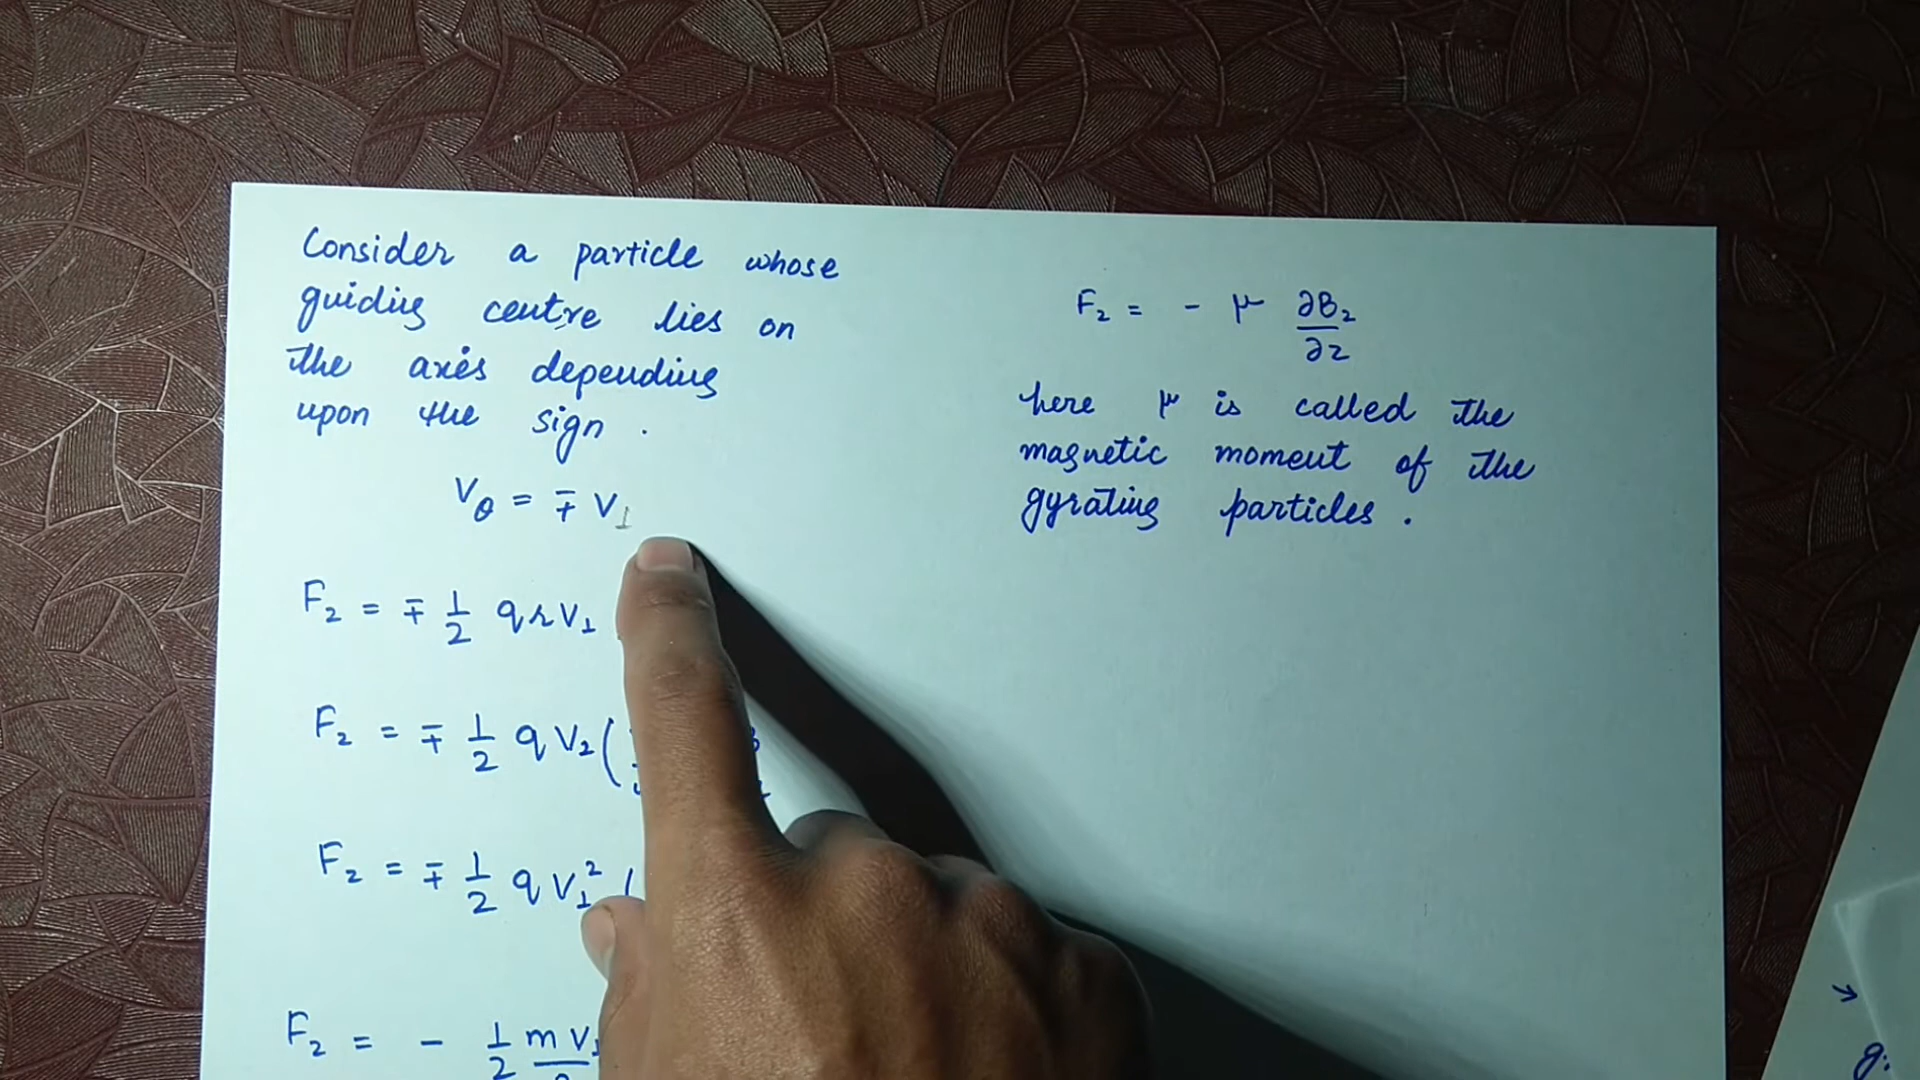 Consider a particle whose
guiding centre lies on
the axis depending
upon the sign .
V_θ = ∓ V_⊥
F_z = ∓ 1/2 q r V_⊥
F_z = ∓ 1/2 q V_z (
F_z = ∓ 1/2 q V_⊥^2 (
F_z = - 1/2 m V_⊥
F_z = - μ ∂B_z/∂z
here μ is called the
magnetic moment of the
gyrating particles .
→